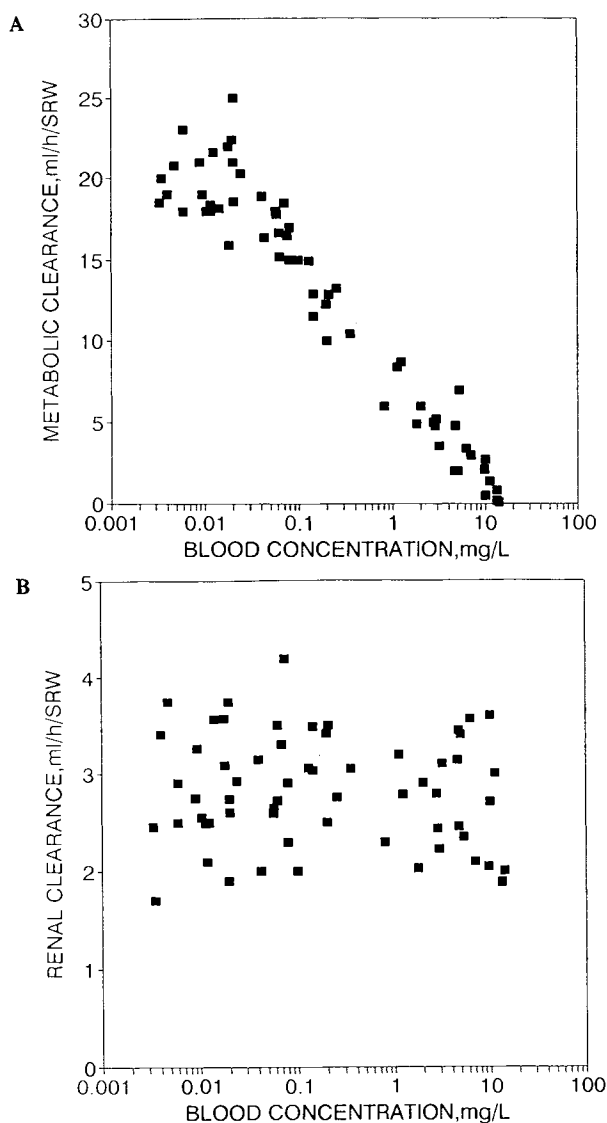 A
METABOLIC CLEARANCE,ml/h/SRW
30
25
20
15
10
5
0
0.001 0.01 0.1 1 10 100
BLOOD CONCENTRATION,mg/L
B
RENAL CLEARANCE,ml/h/SRW
5
4
3
2
1
0
0.001 0.01 0.1 1 10 100
BLOOD CONCENTRATION,mg/L